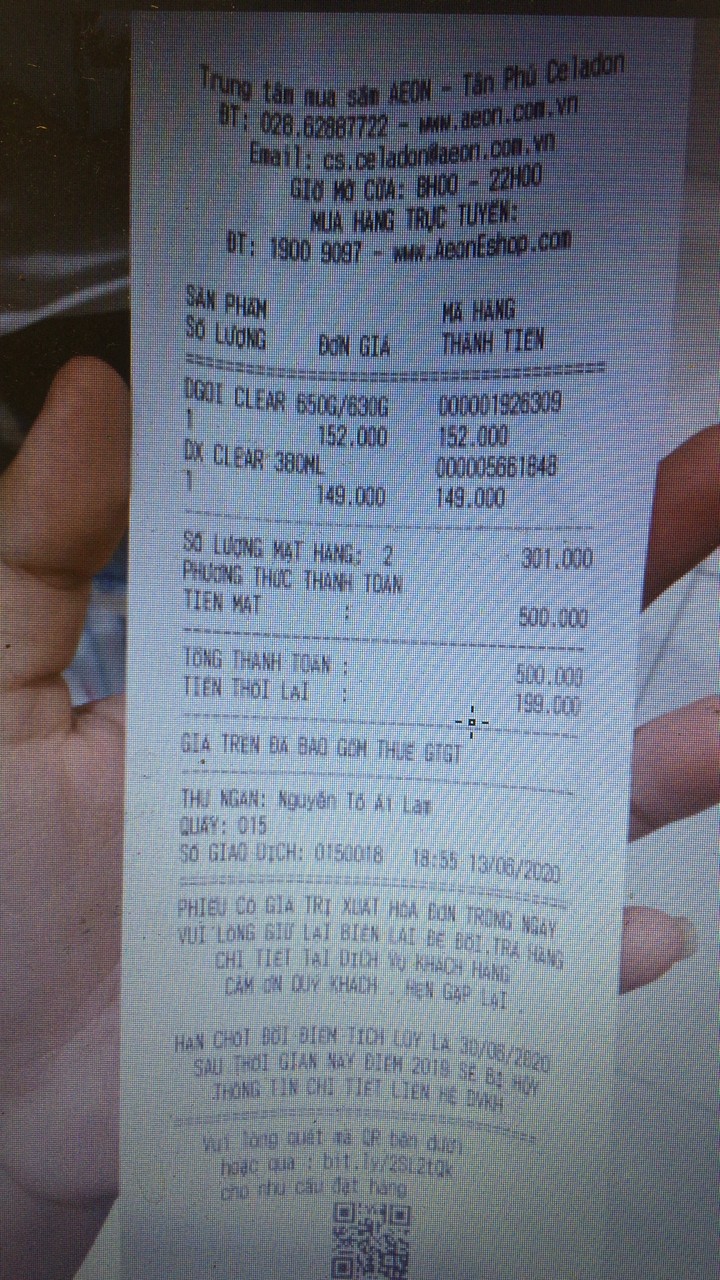 Trung tâm mua sắm AEON - Tân Phú Celadon
ĐT: 028.62887722 - www.aeon.com.vn
Email: cs.celadon@aeon.com.vn
GIỜ MỞ CỬA: 8H00 - 22H00
MUA HÀNG TRỰC TUYẾN:
ĐT: 1900 9097 - www.AeonEshop.com
SẢN PHẨM MÃ HÀNG
SỐ LƯỢNG ĐƠN GIÁ THÀNH TIỀN
DGOI CLEAR 650G/630G 000001926309
1 152.000 152.000
DX CLEAR 380ML 000005661848
1 149.000 149.000
SỐ LƯỢNG MẶT HÀNG: 2 301.000
PHƯƠNG THỨC THANH TOÁN
TIỀN MẶT : 500.000
TỔNG THANH TOÁN : 500.000
TIỀN THỐI LẠI : 199.000
GIÁ TRÊN ĐÃ BAO GỒM THUẾ GTGT
THU NGÂN: Nguyễn Tố Ái
QUẦY: 015
SỐ GIAO DỊCH: 0150018 18:55 13/06/2020
PHIẾU CÓ GIÁ TRỊ XUẤT HÓA ĐƠN TRONG NGÀY
VUI LÒNG GIỮ LẠI BIÊN LAI ĐỂ ĐỔI,TRẢ HÀNG
CHI TIẾT TẠI DỊCH VỤ KHÁCH HÀNG
CẢM ƠN QUÝ KHÁCH . HẸN GẶP LẠI .
HẠN CHÓT ĐỔI ĐIỂM TÍCH LŨY LÀ 30/06/2020
SAU THỜI GIAN NÀY ĐIỂM 2019 SẼ BỊ HỦY
THÔNG TIN CHI TIẾT LIÊN HỆ DVKH
Vui lòng quét mã QR bên dưới
hoặc qua : bit.ly/2SL2tQk
cho nhu cầu đặt hàng